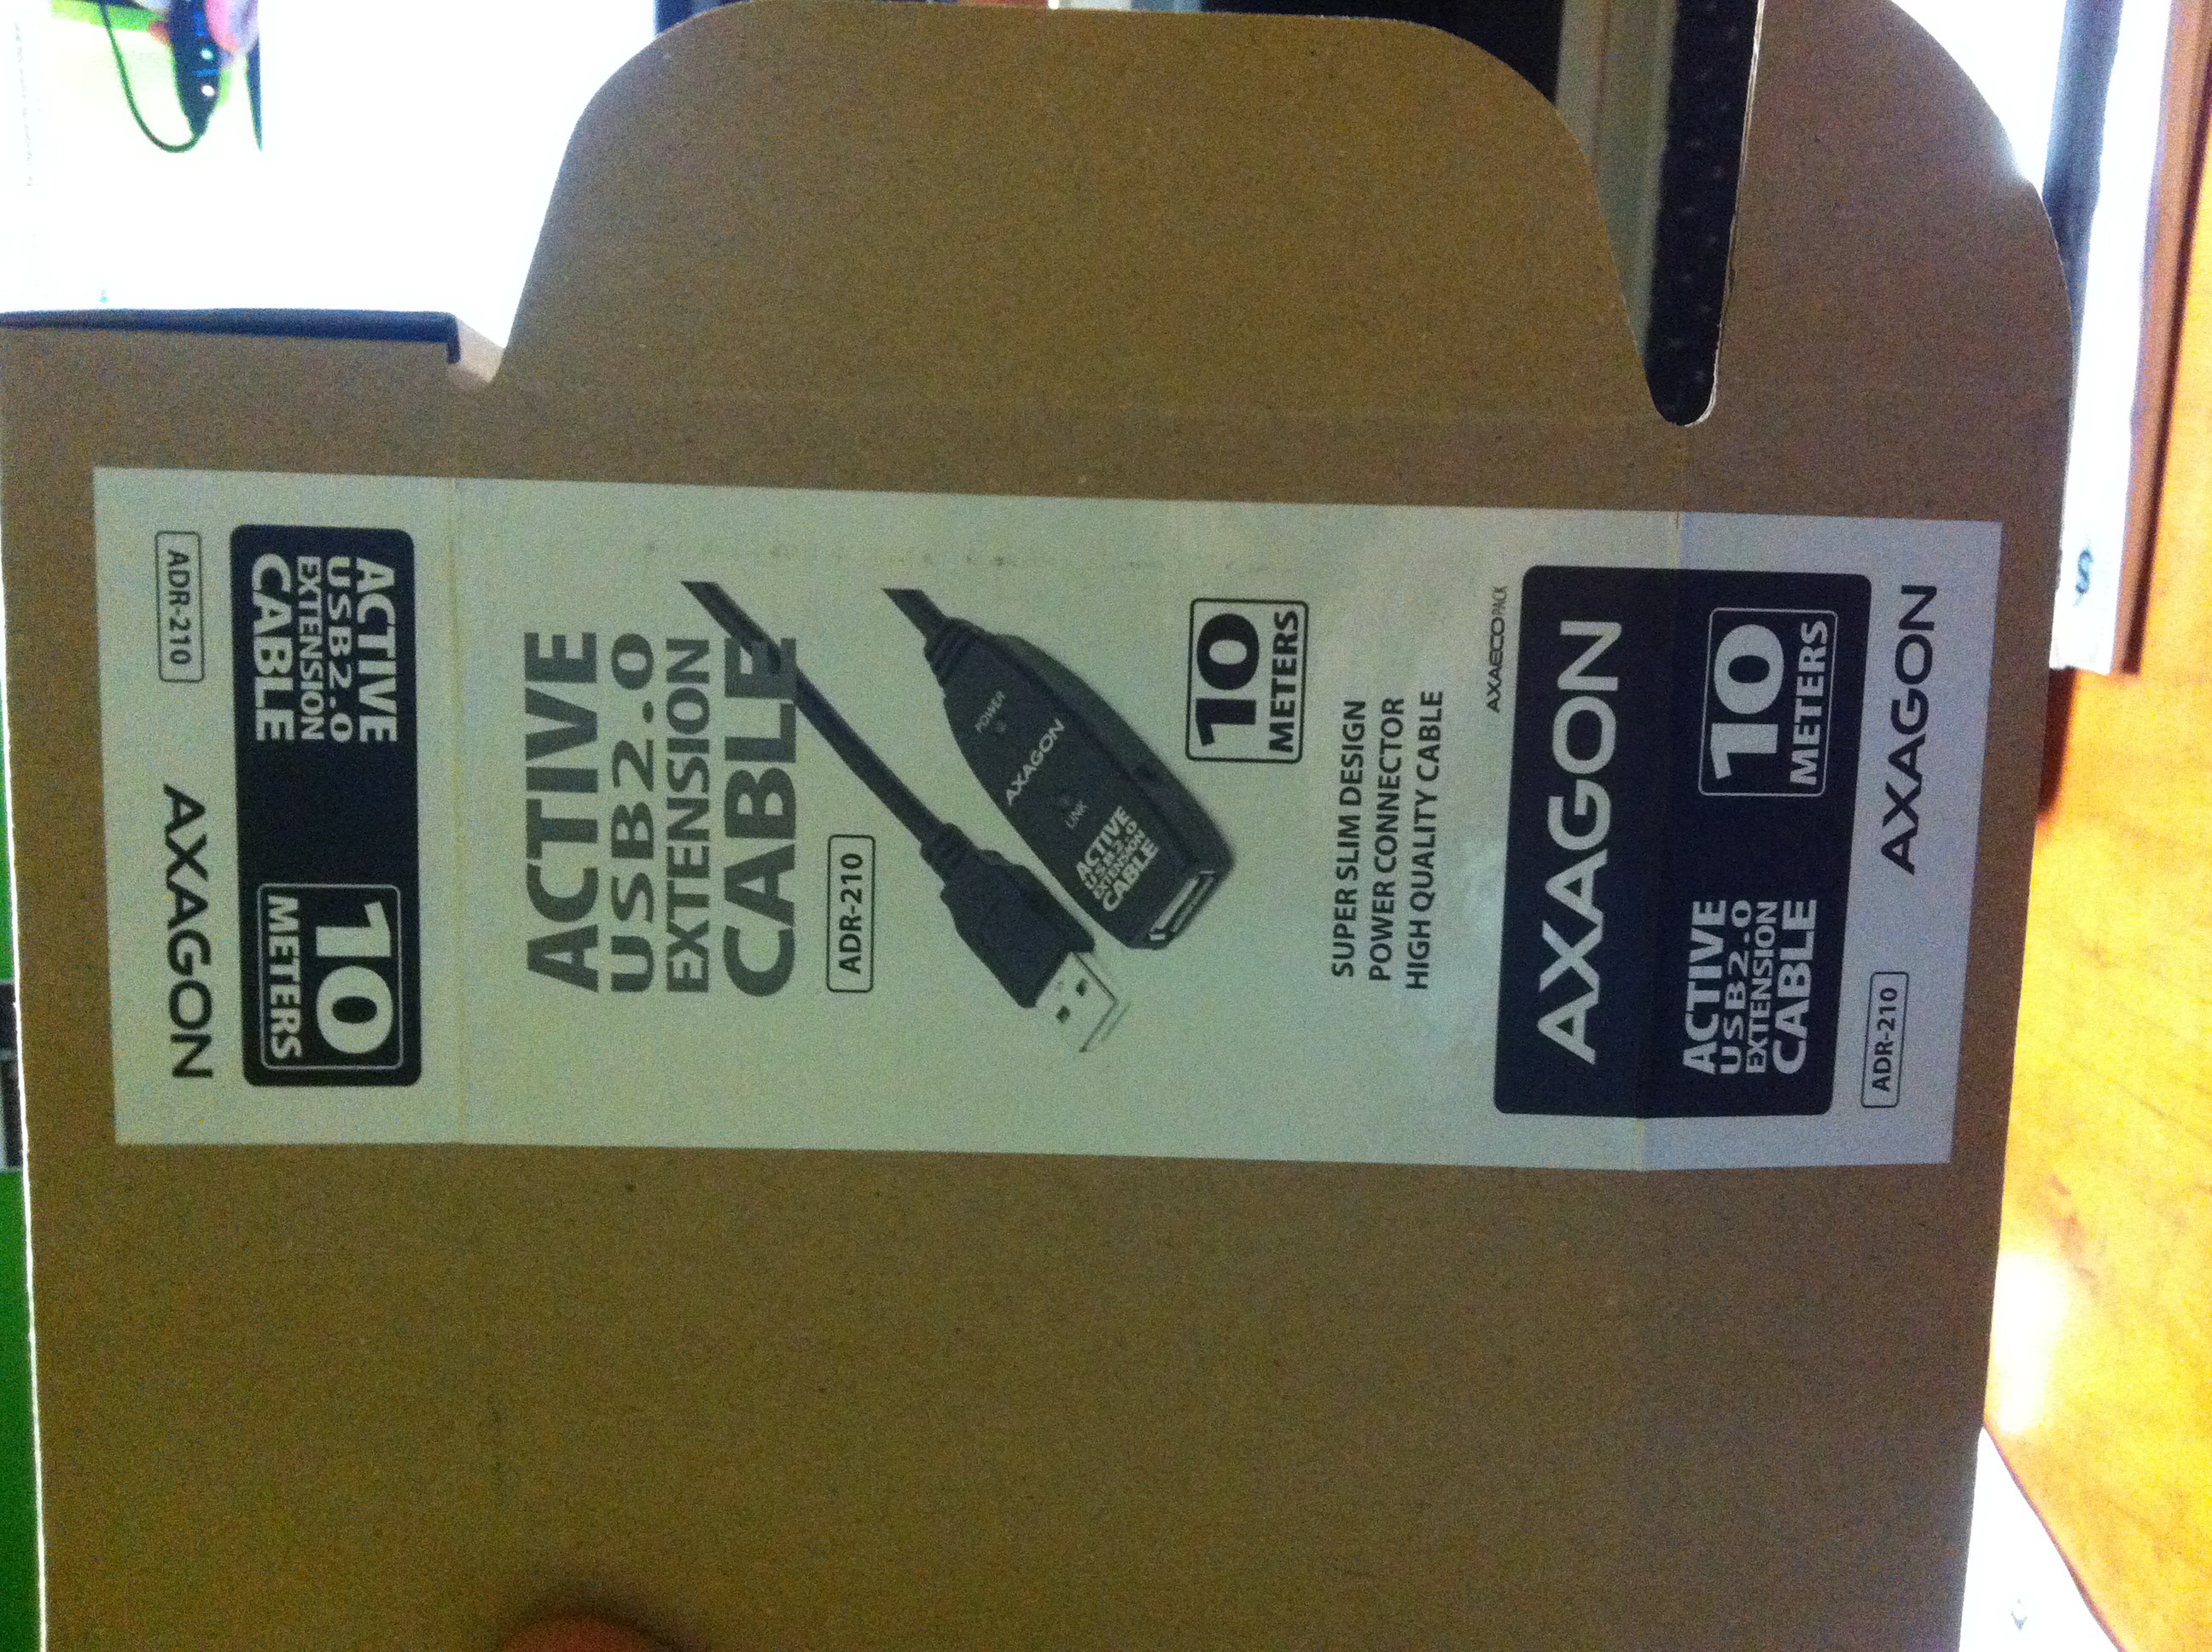 ADR-210
AXAGON
ACTIVE
USB2.0
EXTENSION
CABLE
10
METERS
ACTIVE
USB2.0
EXTENSION
CABLE
ADR-210
POWER
AXAGON
LINK
ACTIVE
USB2.0
EXTENSION
CABLE
10
METERS
SUPER SLIM DESIGN
POWER CONNECTOR
HIGH QUALITY CABLE
AXAECOPACK
AXAGON
ACTIVE
USB2.0
EXTENSION
CABLE
10
METERS
ADR-210
AXAGON